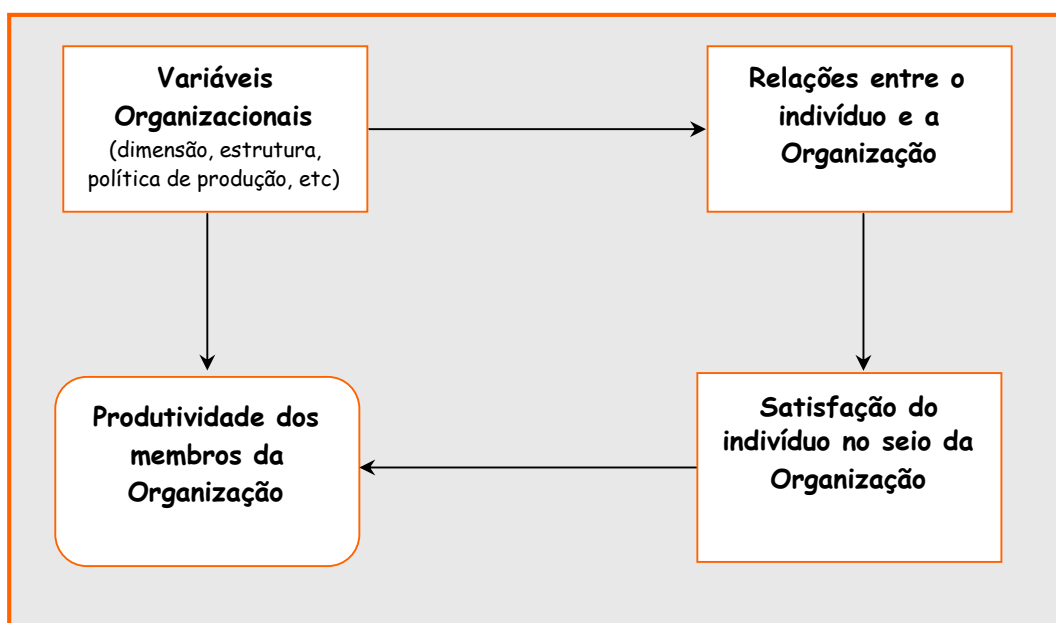 Variáveis
Organizacionais
(dimensão, estrutura,
política de produção, etc)
Relações entre o
indivíduo e a
Organização
Produtividade dos
membros da
Organização
Satisfação do
indivíduo no seio da
Organização